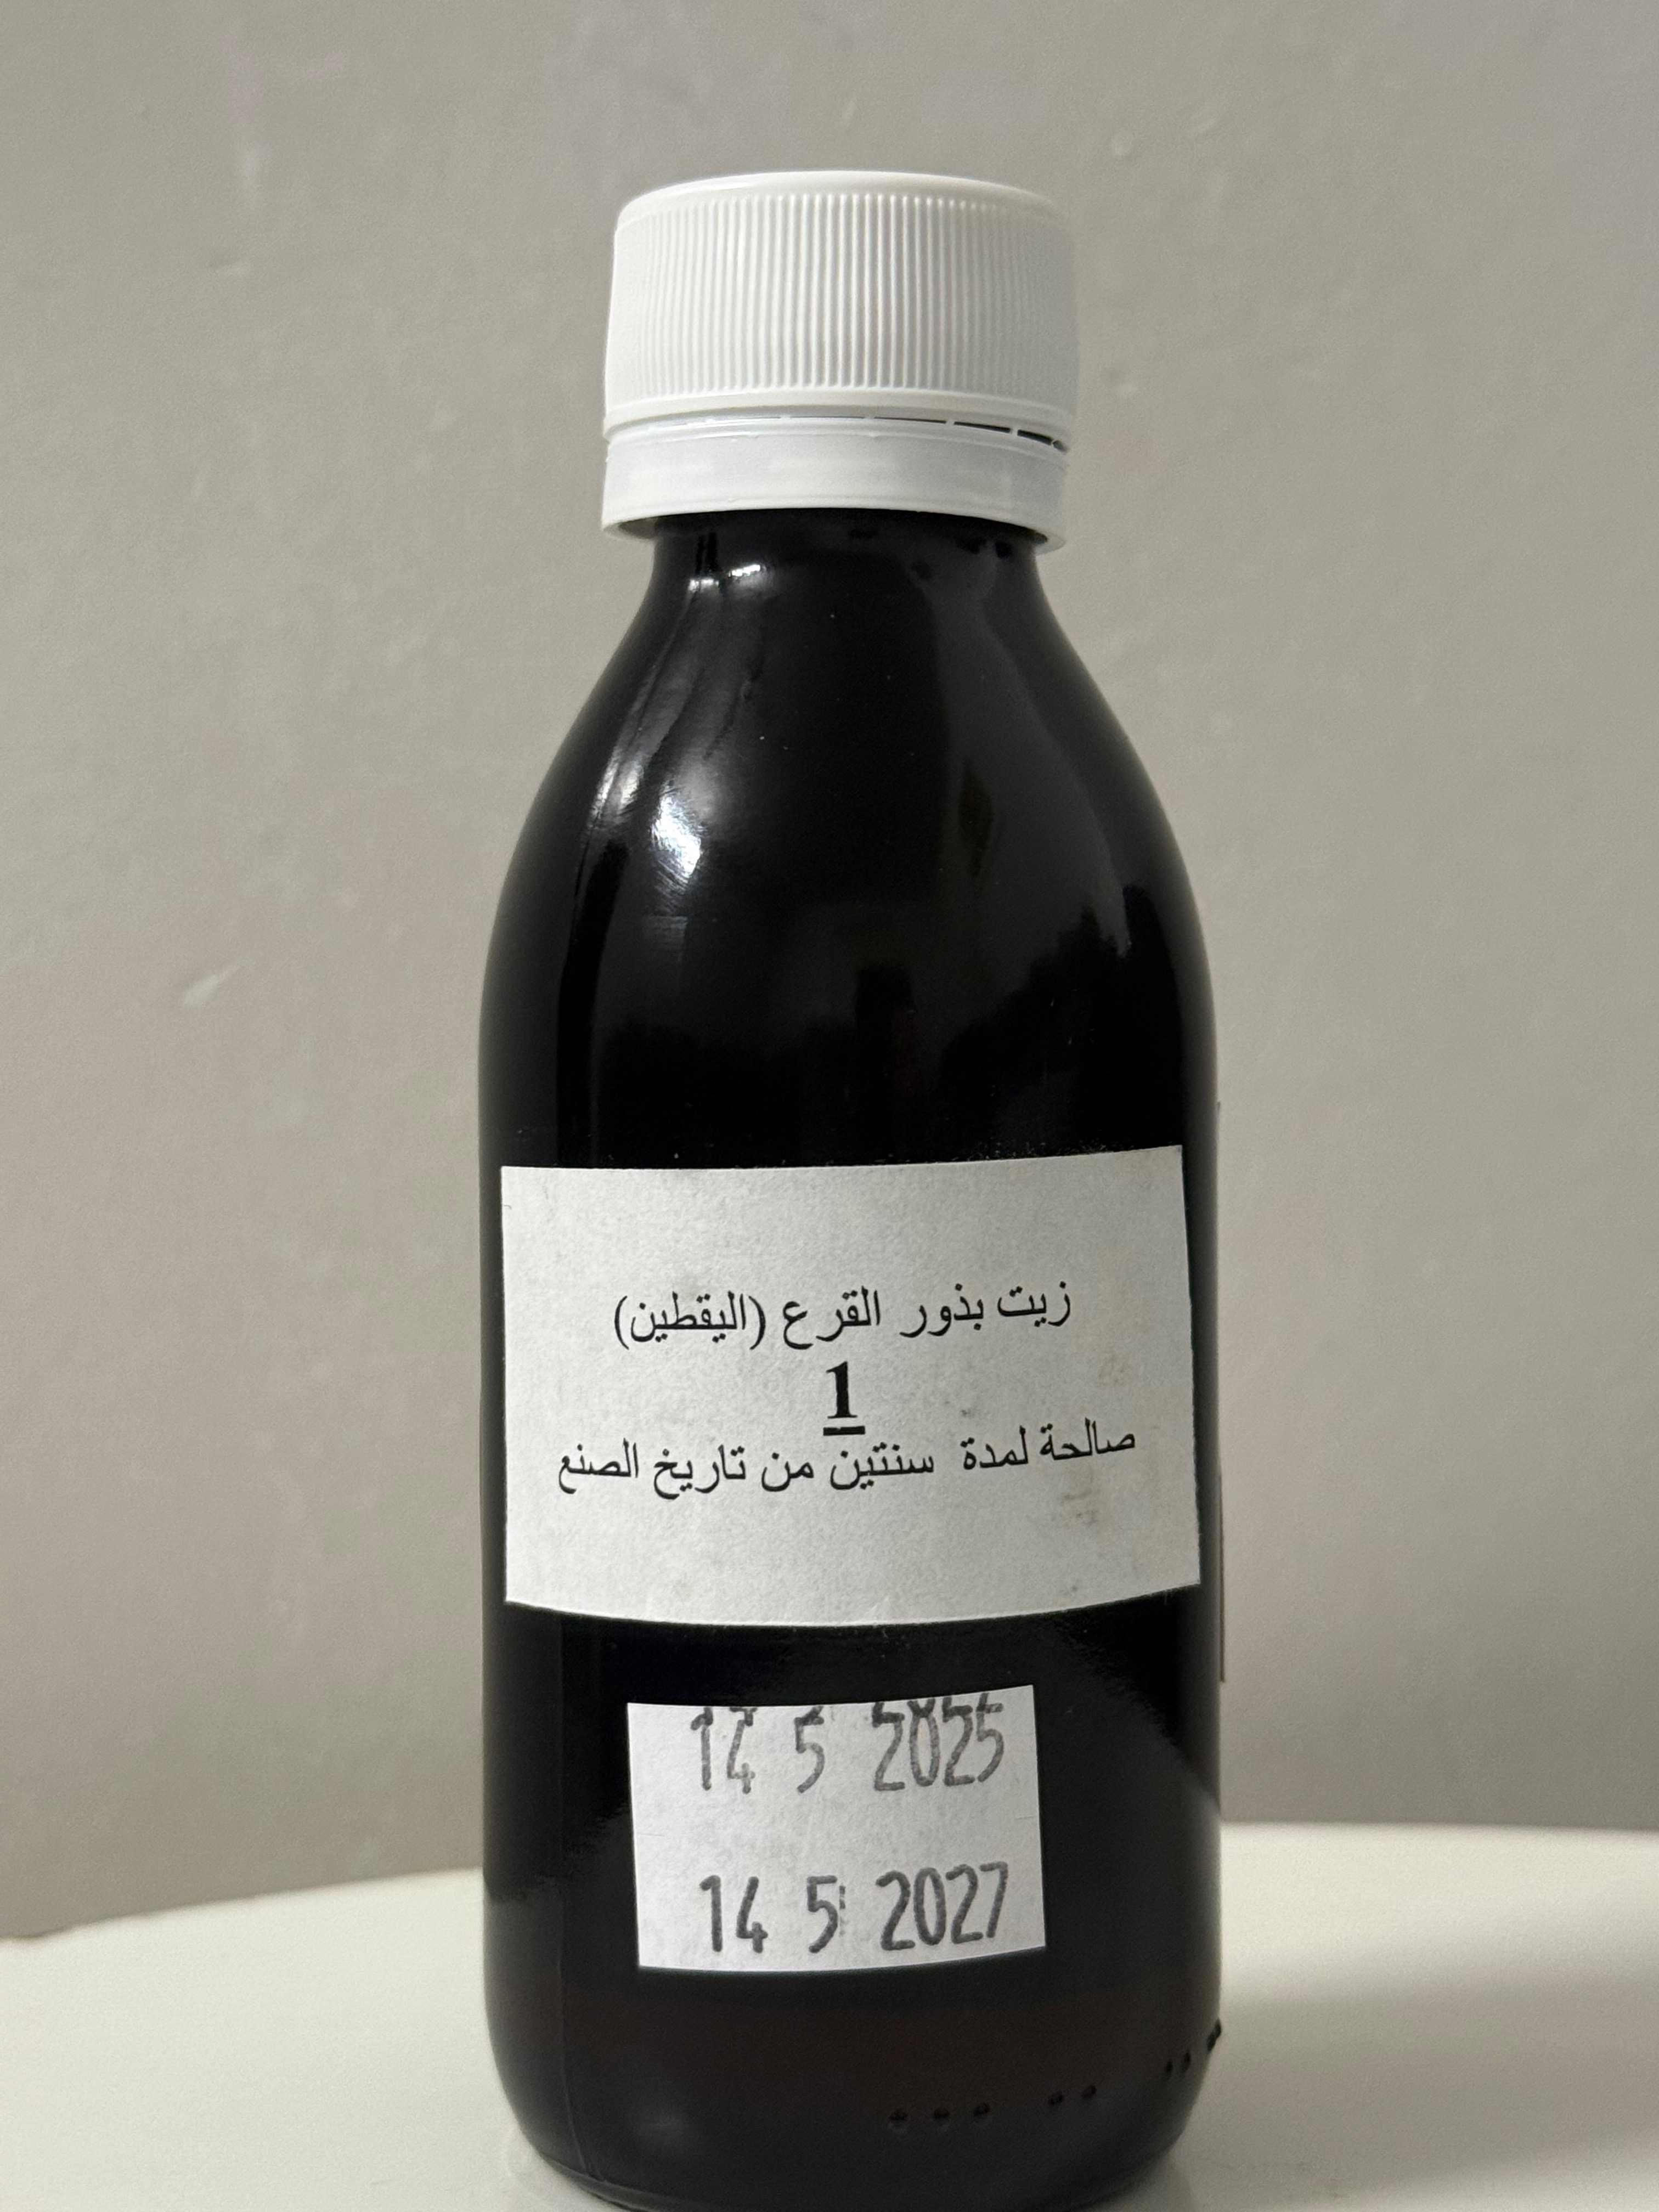 زيت بذور القرع (اليقطين)
1
صالحة لمدة سنتين من تاريخ الصنع
14 5 2025
14 5 2027